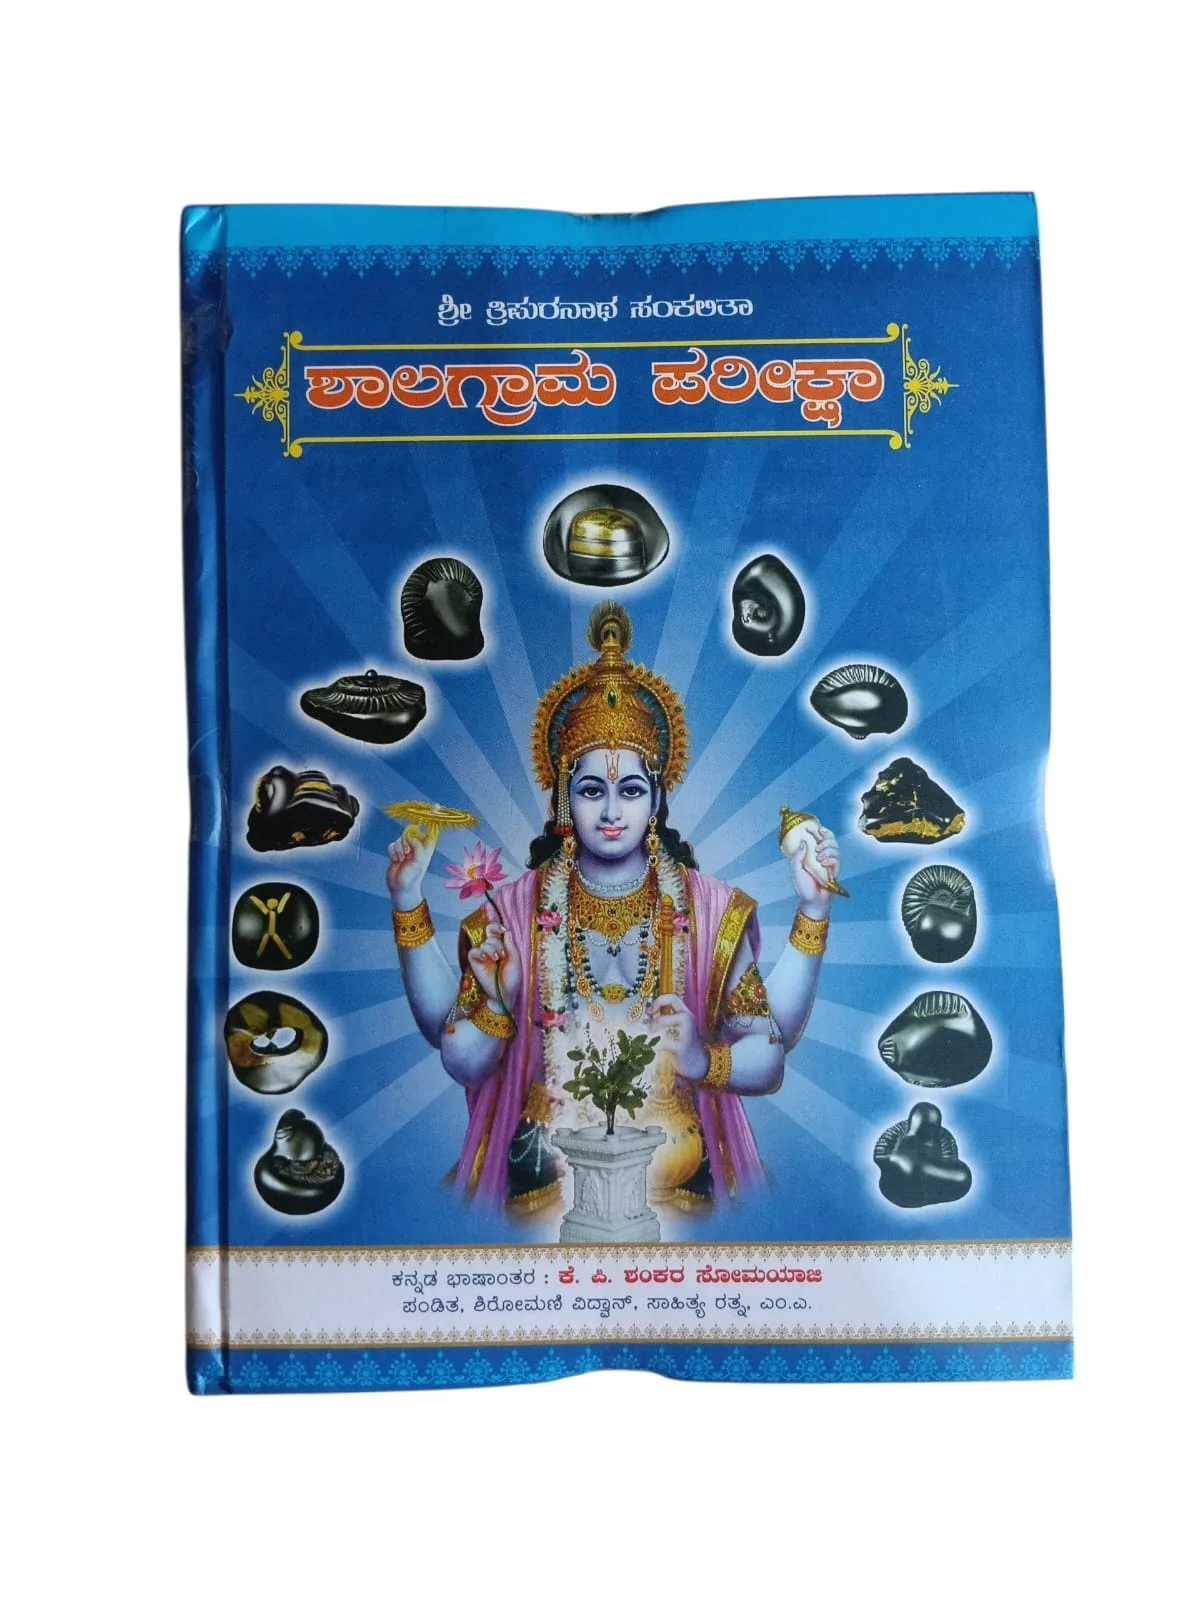 ಶ್ರೀ ತ್ರಿಪುರನಾಥ ಸಂಕಲಿತಾ
ಶಾಲಗ್ರಾಮ ಪರೀಕ್ಷಾ
ಕನ್ನಡ ಭಾಷಾಂತರ : ಕೆ. ಪಿ. ಶಂಕರ ಸೋಮಯಾಜಿ
ಪಂಡಿತ, ಶಿರೋಮಣಿ ವಿದ್ವಾನ್, ಸಾಹಿತ್ಯ ರತ್ನ, ಎಂ.ಎ.